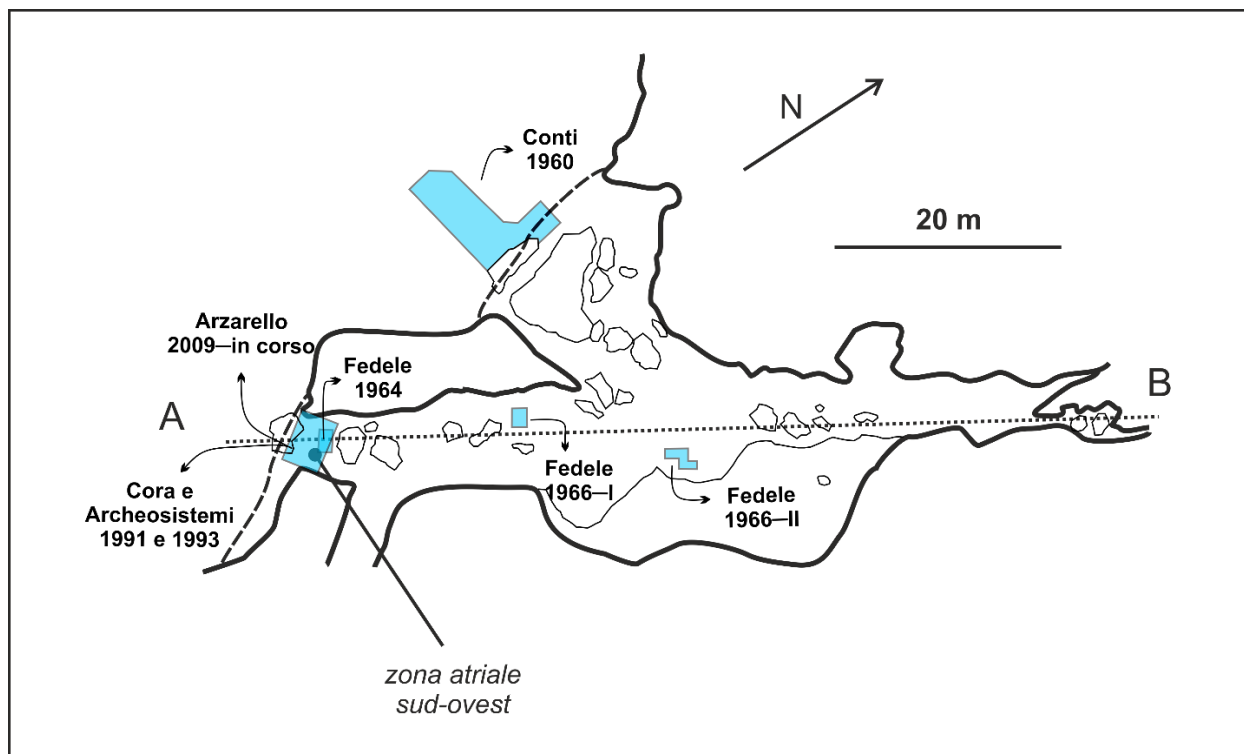 N
Conti
1960
20 m
Arzarello
2009—in corso
Fedele
1964
A
B
Cora e
Archeosistemi
1991 e 1993
Fedele
1966—I
Fedele
1966—II
zona atriale
sud-ovest